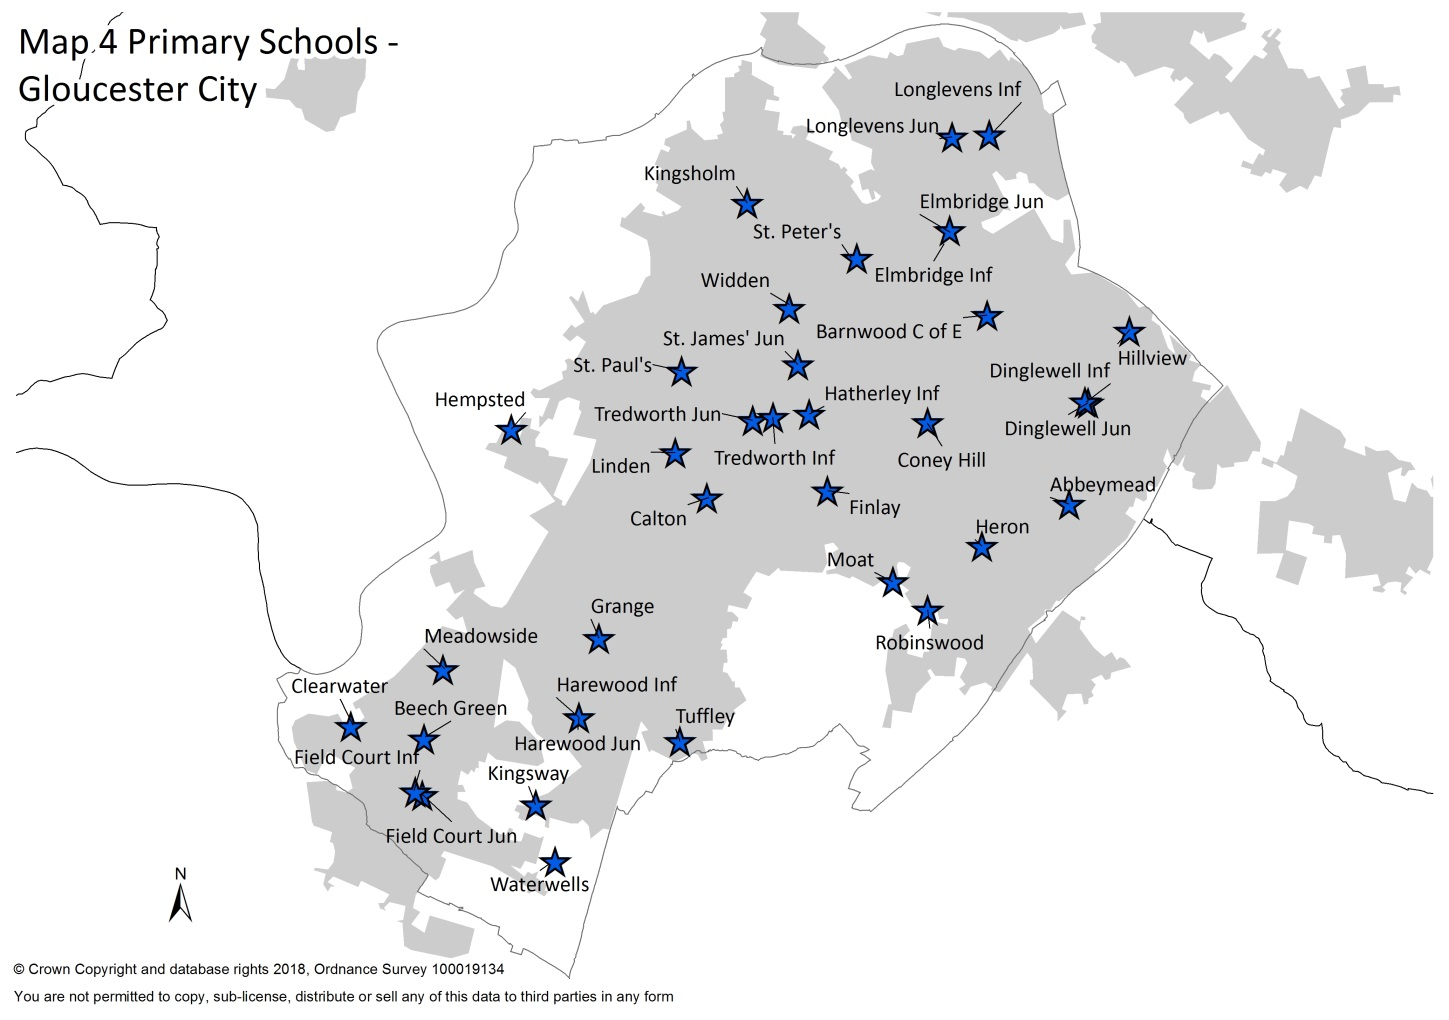 Map 4 Primary Schools -
Gloucester City
Longlevens Inf
Longlevens Jun
Kingsholm
Elmbridge Jun
St. Peter's
Elmbridge Inf
Widden
Barnwood C of E
St. James' Jun
Hillview
St. Paul's
Dinglewell Inf
Hatherley Inf
Hempsted
Tredworth Jun
Dinglewell Jun
Tredworth Inf
Coney Hill
Linden
Abbeymead
Finlay
Calton
Heron
Moat
Grange
Meadowside
Robinswood
Clearwater
Harewood Inf
Beech Green
Tuffley
Harewood Jun
Field Court Inf
Kingsway
Field Court Jun
Waterwells
N
© Crown Copyright and database rights 2018, Ordnance Survey 100019134
You are not permitted to copy, sub-license, distribute or sell any of this data to third parties in any form